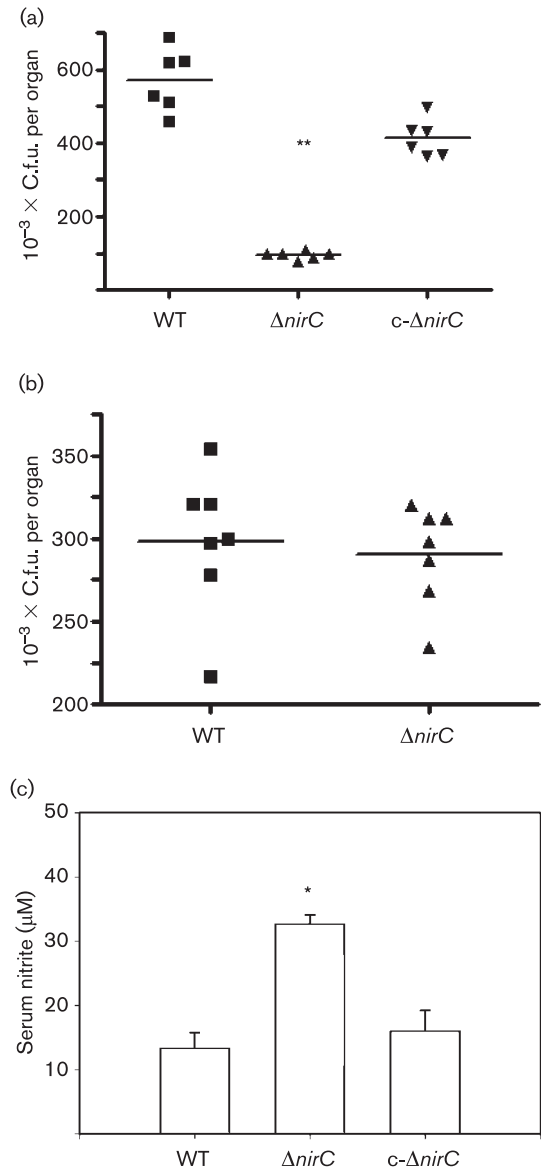 (a)
10⁻³ × C.f.u. per organ
600
400
200
**
WT
ΔnirC
c-ΔnirC
(b)
10⁻³ × C.f.u. per organ
350
300
250
200
WT
ΔnirC
(c)
Serum nitrite (μM)
50
40
30
20
10
*
WT
ΔnirC
c-ΔnirC